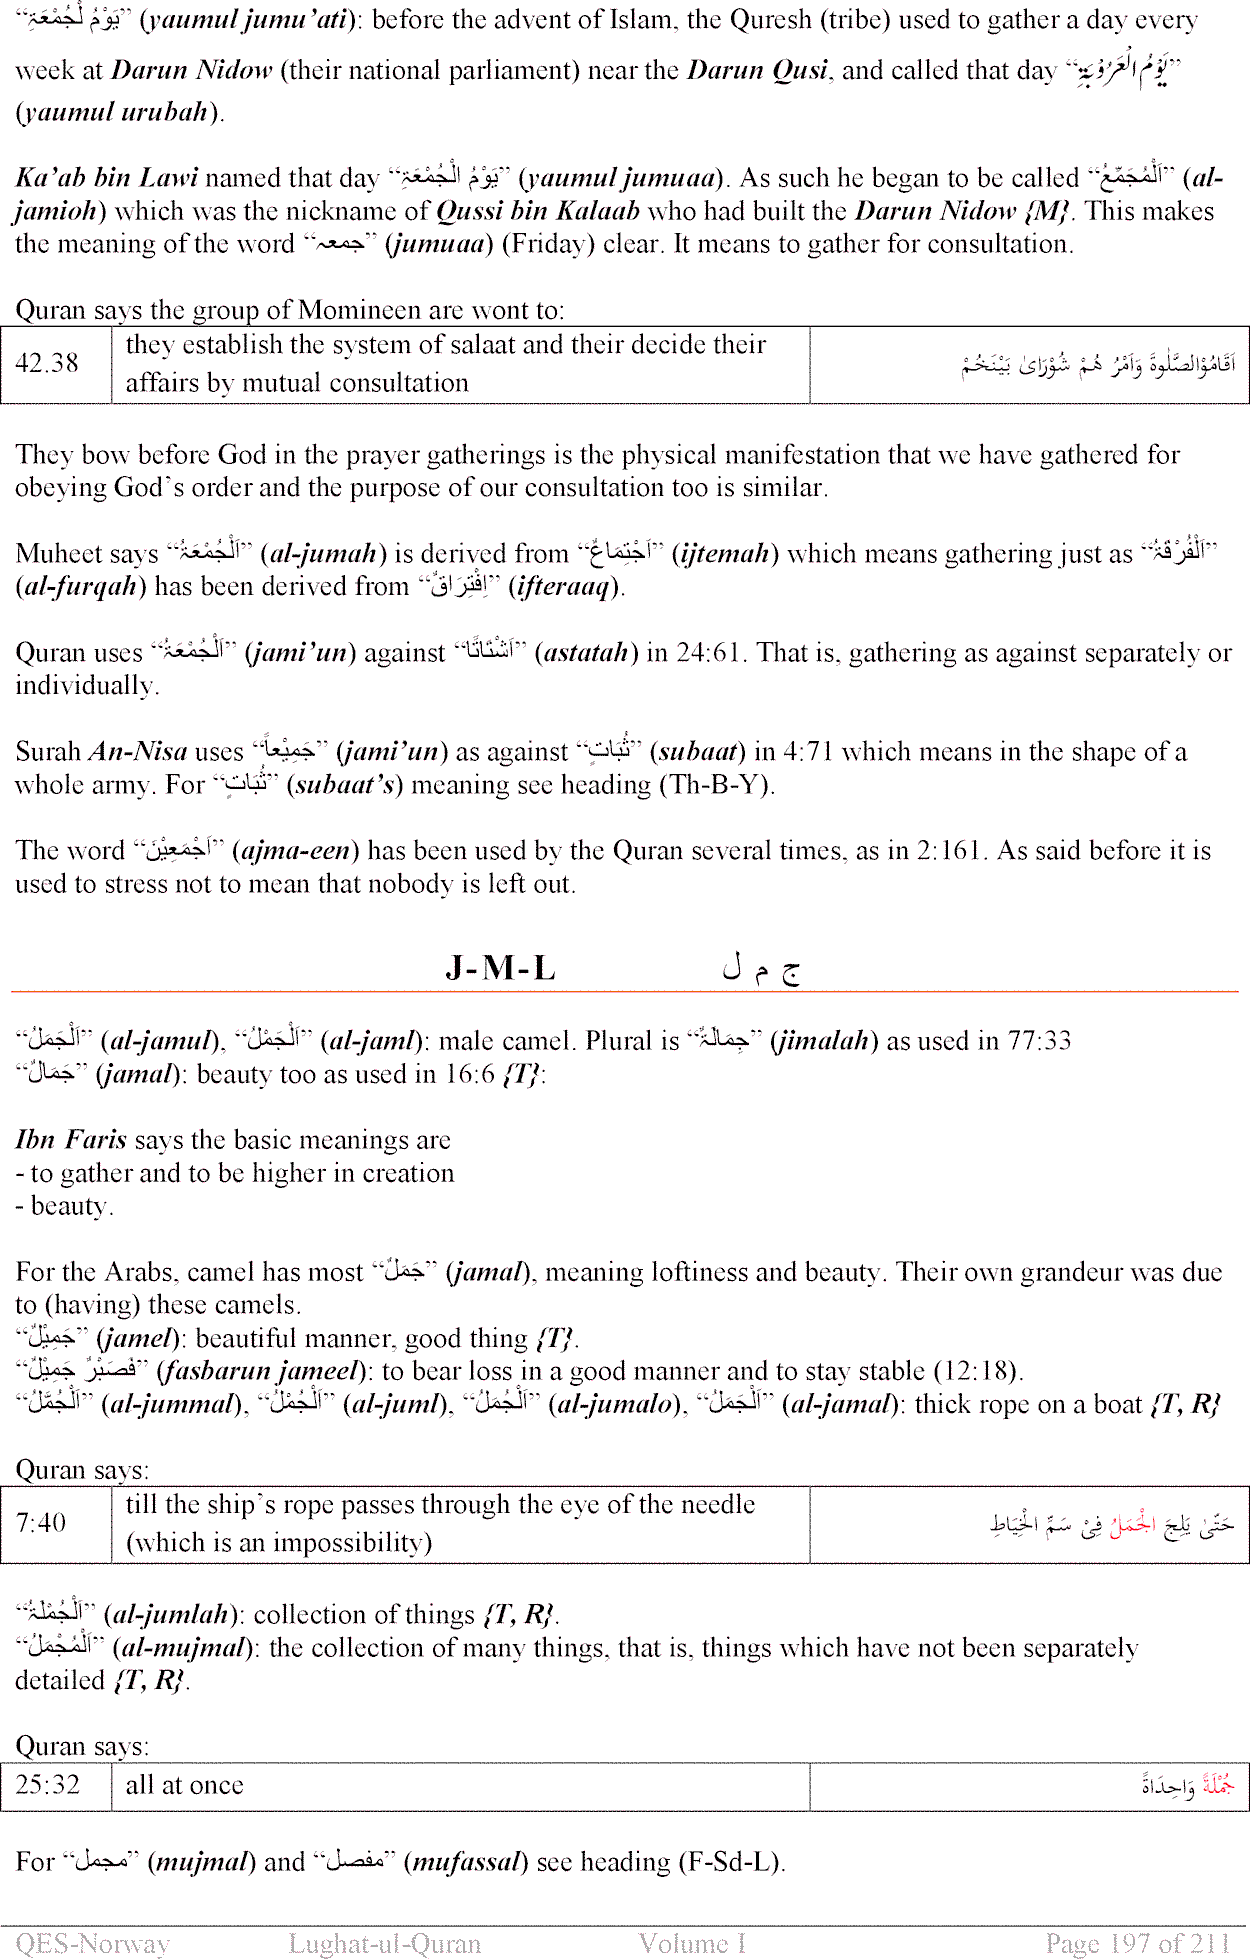 “يَوْمُ لْجُمْعَۃِ” (yaumul jumu’ati): before the advent of Islam, the Quresh (tribe) used to gather a day every
week at Darun Nidow (their national parliament) near the Darun Qusi, and called that day “يَوْمُ الْعَرُوْبَۃِ”
(yaumul urubah).
Ka’ab bin Lawi named that day “يَوْمُ الْجُمْعَۃِ” (yaumul jumuaa). As such he began to be called “اَلْمُجَمِّعُ” (al-
jamioh) which was the nickname of Qussi bin Kalaab who had built the Darun Nidow {M}. This makes
the meaning of the word “جمعہ” (jumuaa) (Friday) clear. It means to gather for consultation.
Quran says the group of Momineen are wont to:
42.38 they establish the system of salaat and their decide their affairs by mutual consultation اَقَامُوْالصَّلٰوةَ وَاَمْرُ هُمْ شُوْرَاىٰ بَيْنَخُمْ
They bow before God in the prayer gatherings is the physical manifestation that we have gathered for
obeying God’s order and the purpose of our consultation too is similar.
Muheet says “اَلْجُمْعَۃُ” (al-jumah) is derived from “اَجْتِمَاعٌ” (ijtemah) which means gathering just as “اَلْفُرْقَۃُ”
(al-furqah) has been derived from “اِفْتِرَاقٌ” (ifteraaq).
Quran uses “اَلْجُمْعَۃُ” (jami’un) against “اَشْتَاتًا” (astatah) in 24:61. That is, gathering as against separately or
individually.
Surah An-Nisa uses “جَمِيْعاً” (jami’un) as against “ثُبَاتٍ” (subaat) in 4:71 which means in the shape of a
whole army. For “ثُبَاتٍ” (subaat’s) meaning see heading (Th-B-Y).
The word “اَجْمَعِيْنَ” (ajma-een) has been used by the Quran several times, as in 2:161. As said before it is
used to stress not to mean that nobody is left out.
J-M-L ج م ل
“اَلْجَمَلُ” (al-jamul), “اَلْجَمْلُ” (al-jaml): male camel. Plural is “جِمَالَۃٌ” (jimalah) as used in 77:33
“جَمَالٌ” (jamal): beauty too as used in 16:6 {T}:
Ibn Faris says the basic meanings are
- to gather and to be higher in creation
- beauty.
For the Arabs, camel has most “جَمَلٌ” (jamal), meaning loftiness and beauty. Their own grandeur was due
to (having) these camels.
“جَمِيْلٌ” (jamel): beautiful manner, good thing {T}.
“فَصَبْرٌ جَمِيْلٌ” (fasbarun jameel): to bear loss in a good manner and to stay stable (12:18).
“اَلْجُمَّلُ” (al-jummal), “اَلْجُمْلُ” (al-juml), “اَلْجُمَلُ” (al-jumalo), “اَلْجَمَلُ” (al-jamal): thick rope on a boat {T, R}
Quran says:
7:40 till the ship’s rope passes through the eye of the needle (which is an impossibility) حَتّىٰ يَلِجَ الْجَمَلُ فِىْ سَمِّ الْخِيَاطِ
“اَلْجُمْلَۃُ” (al-jumlah): collection of things {T, R}.
“اَلْمُجْمَلُ” (al-mujmal): the collection of many things, that is, things which have not been separately
detailed {T, R}.
Quran says:
25:32 all at once جُمْلَةً وَاحِدَاةً
For “مجمل” (mujmal) and “مفصل” (mufassal) see heading (F-Sd-L).
QES-Norway Lughat-ul-Quran Volume I Page 197 of 211